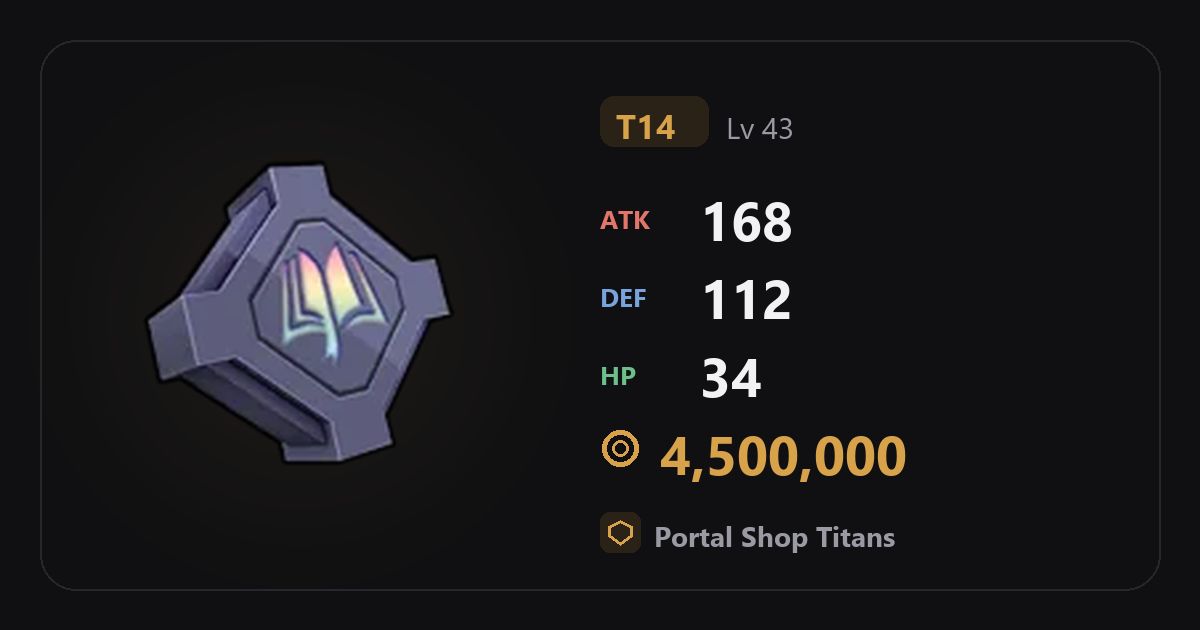 T14 Lv 43
ATK 168
DEF 112
HP 34
4,500,000
Portal Shop Titans